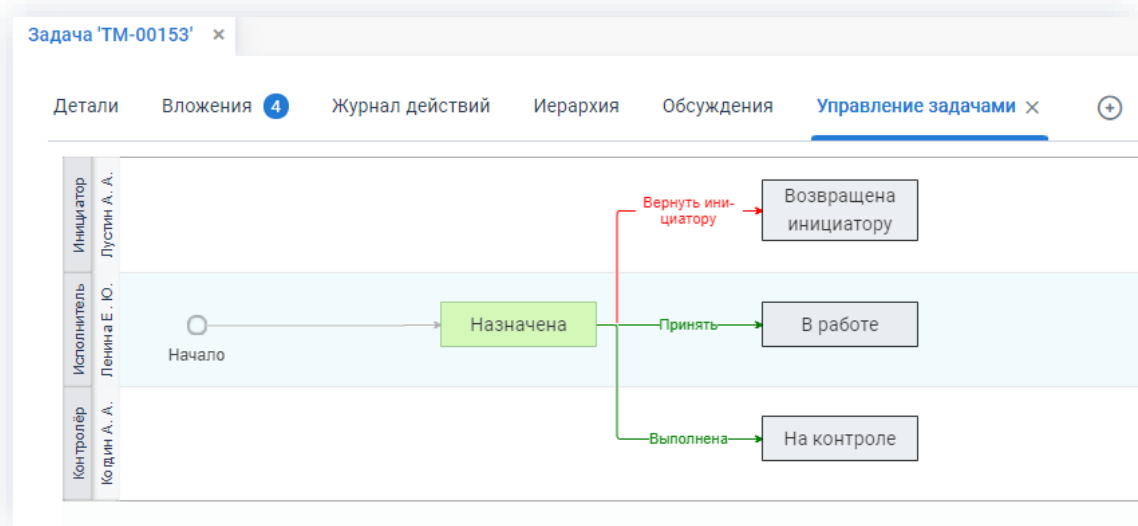 Задача 'ТМ-00153' ×
Детали Вложения 4 Журнал действий Иерархия Обсуждения Управление задачами ×
Инициатор
Лустин А. А.
Вернуть ини-
циатору
Возвращена
инициатору
Исполнитель
Ленина Е. Ю.
Начало
Назначена
Принять
В работе
Контролёр
Когдин А. А.
Выполнена
На контроле